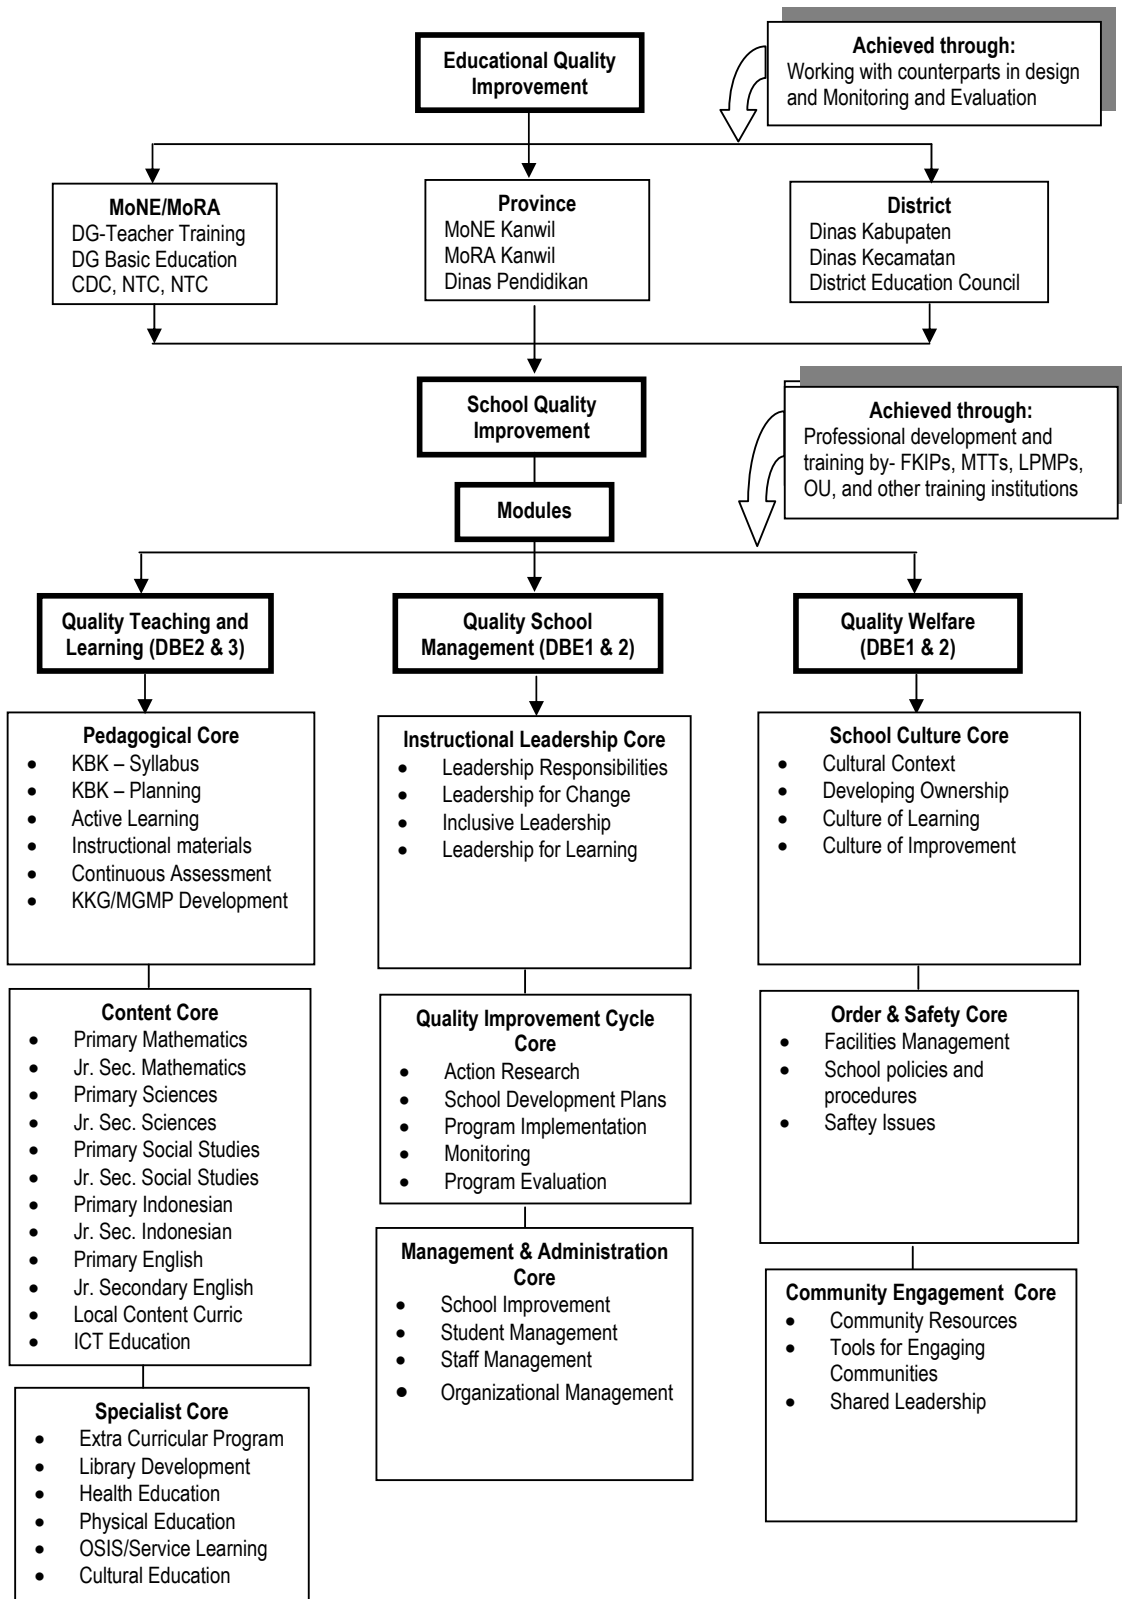 Educational Quality
Improvement
Achieved through:
Working with counterparts in design
and Monitoring and Evaluation
MoNE/MoRA
DG-Teacher Training
DG Basic Education
CDC, NTC, NTC
Province
MoNE Kanwil
MoRA Kanwil
Dinas Pendidikan
District
Dinas Kabupaten
Dinas Kecamatan
District Education Council
School Quality
Improvement
Achieved through:
Professional development and
training by- FKIPs, MTTs, LPMPs,
OU, and other training institutions
Modules
Quality Teaching and
Learning (DBE2 & 3)
Quality School
Management (DBE1 & 2)
Quality Welfare
(DBE1 & 2)
Pedagogical Core
• KBK – Syllabus
• KBK – Planning
• Active Learning
• Instructional materials
• Continuous Assessment
• KKG/MGMP Development
Instructional Leadership Core
• Leadership Responsibilities
• Leadership for Change
• Inclusive Leadership
• Leadership for Learning
School Culture Core
• Cultural Context
• Developing Ownership
• Culture of Learning
• Culture of Improvement
Content Core
• Primary Mathematics
• Jr. Sec. Mathematics
• Primary Sciences
• Jr. Sec. Sciences
• Primary Social Studies
• Jr. Sec. Social Studies
• Primary Indonesian
• Jr. Sec. Indonesian
• Primary English
• Jr. Secondary English
• Local Content Curric
• ICT Education
Quality Improvement Cycle
Core
• Action Research
• School Development Plans
• Program Implementation
• Monitoring
• Program Evaluation
Order & Safety Core
• Facilities Management
• School policies and
procedures
• Saftey Issues
Management & Administration
Core
• School Improvement
• Student Management
• Staff Management
• Organizational Management
Community Engagement Core
• Community Resources
• Tools for Engaging
Communities
• Shared Leadership
Specialist Core
• Extra Curricular Program
• Library Development
• Health Education
• Physical Education
• OSIS/Service Learning
• Cultural Education